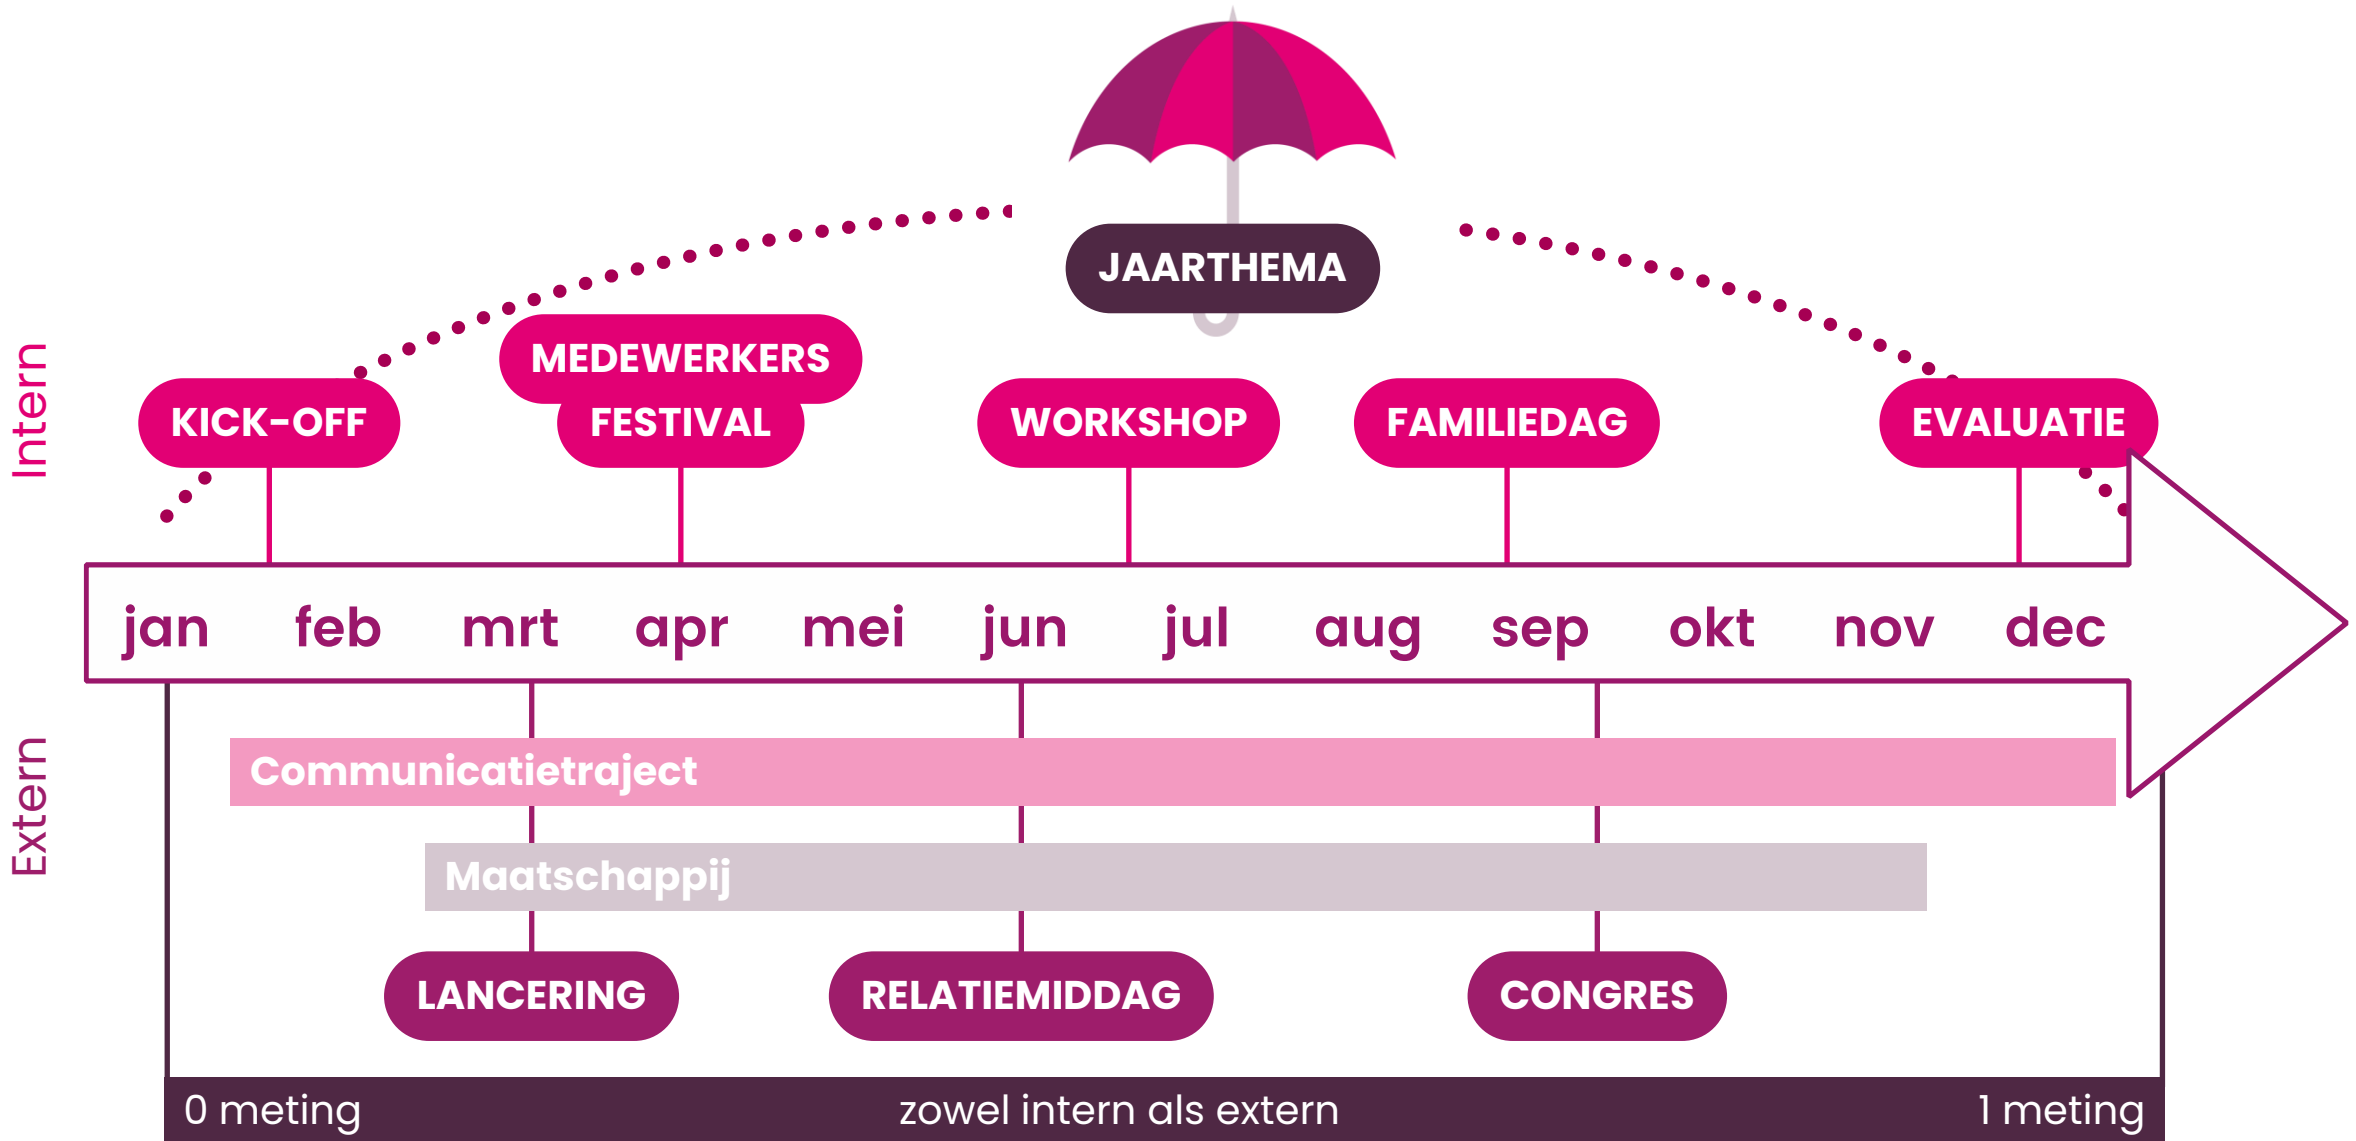 JAARTHEMA
Intern
MEDEWERKERS
FESTIVAL
KICK-OFF
WORKSHOP
FAMILIEDAG
EVALUATIE
jan feb mrt apr mei jun jul aug sep okt nov dec
Extern
Communicatietraject
Maatschappij
LANCERING
RELATIEMIDDAG
CONGRES
0 meting zowel intern als extern 1 meting